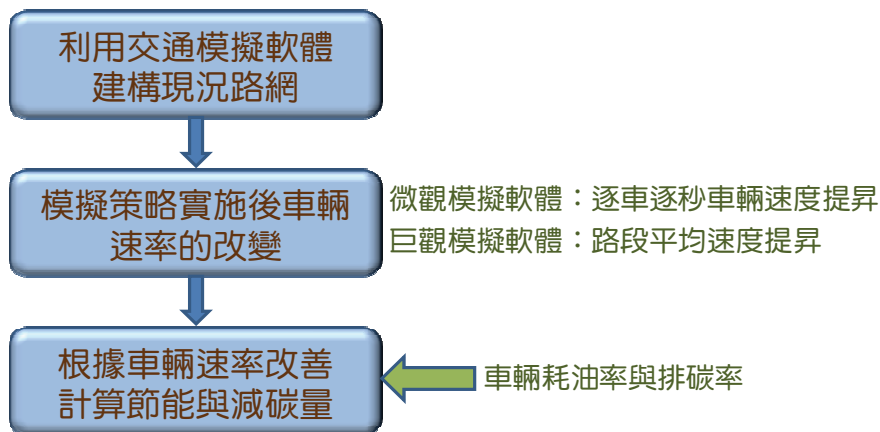 利用交通模擬軟體
建構現況路網
模擬策略實施後車輛
速率的改變
微觀模擬軟體：逐車逐秒車輛速度提昇
巨觀模擬軟體：路段平均速度提昇
根據車輛速率改善
計算節能與減碳量
車輛耗油率與排碳率